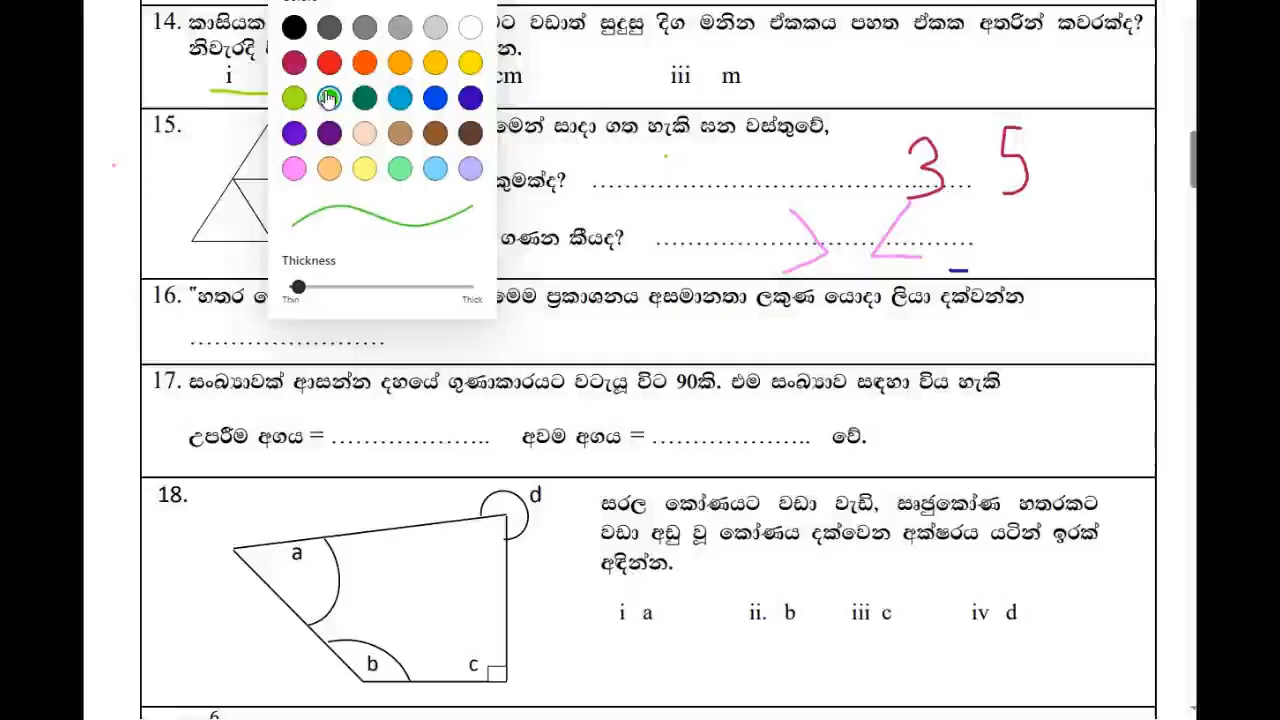 14. කාසියක වඩාත් සුදුසු දිග මනින ඒකකය පහත ඒකක අතරින් කවරක්ද?
නිවැරදි
i cm iii m
Thickness
Thin Thick
15. මෙන් සාදා ගත හැකි ඝන වස්තුවේ,
කුමක්ද? ........................................
ගණන කීයද? ........................................
3 5
> <
16. "හතර මෙම ප්‍රකාශනය අසමානතා ලකුණ යොදා ලියා දක්වන්න
........................
17. සංඛ්‍යාවක් ආසන්න දහයේ ගුණාකාරයට වටැයූ විට 90කි. එම සංඛ්‍යාව සඳහා විය හැකි
උපරිම අගය = .................... අවම අගය = .................... වේ.
18. සරල කෝණයට වඩා වැඩි, සෘජුකෝණ හතරකට
වඩා අඩු වූ කෝණය දැක්වෙන අක්ෂරය යටින් ඉරක්
අඳින්න.
i a ii. b iii c iv d
a b c d
6